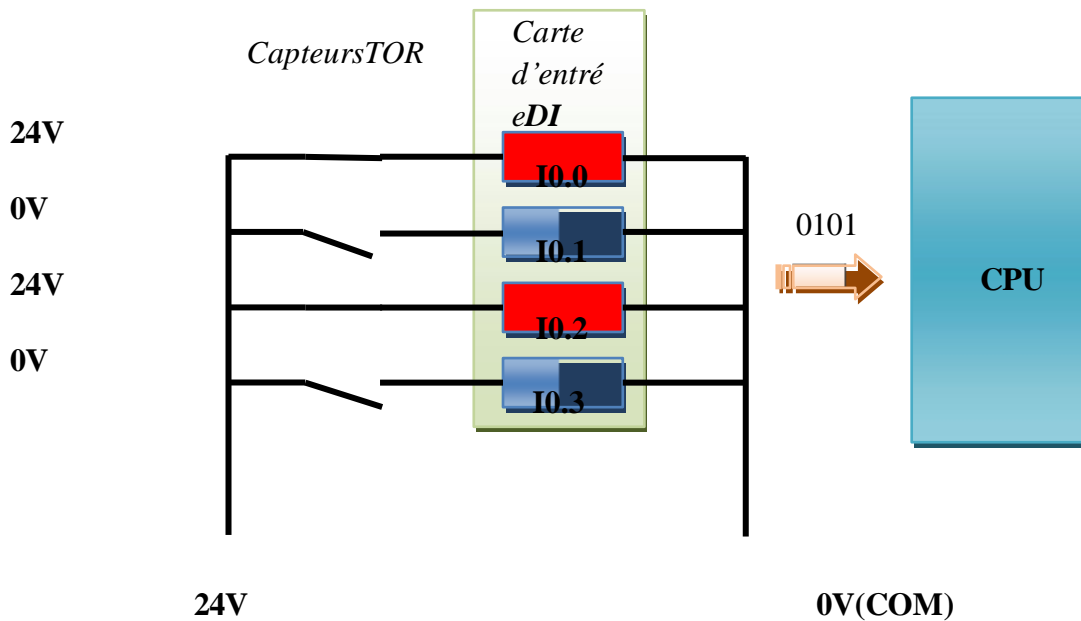 CapteursTOR
Carte
d'entré
eDI
24V
0V
24V
0V
I0.0
I0.1
I0.2
I0.3
0101
CPU
24V
0V(COM)